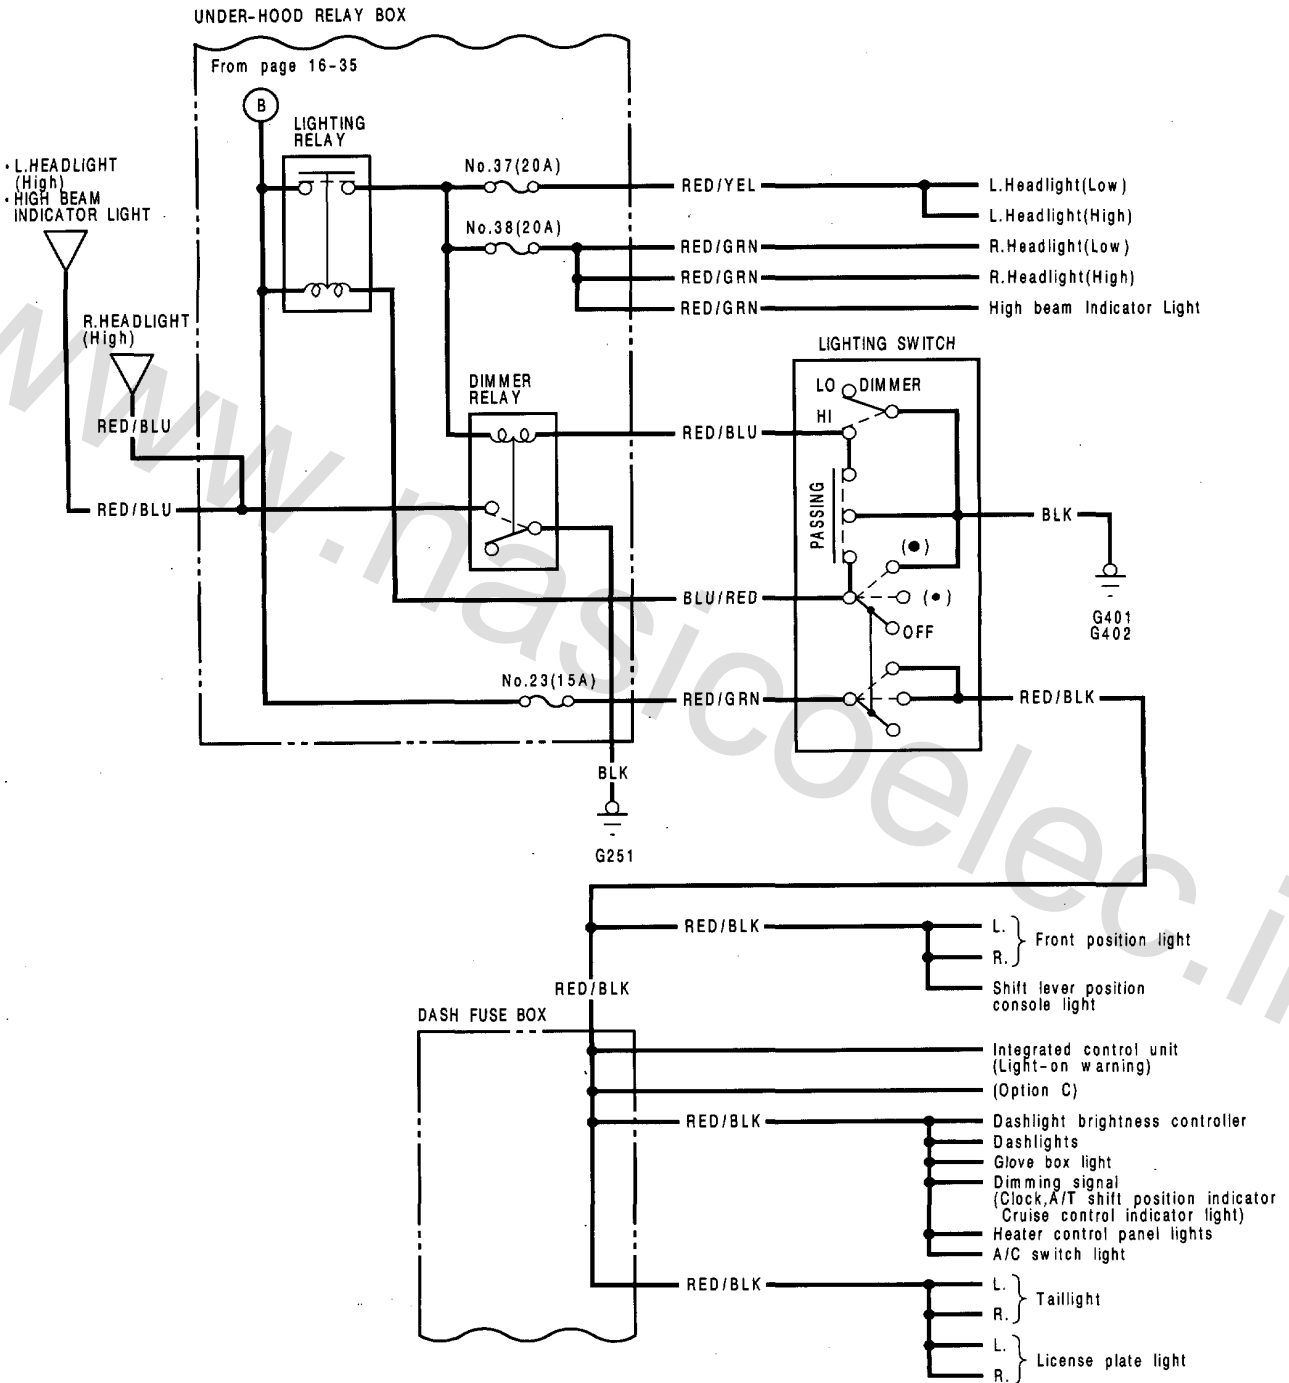 UNDER-HOOD RELAY BOX
From page 16-35
B
LIGHTING
RELAY
No.37(20A)
RED/YEL
L.Headlight(Low)
L.Headlight(High)
· L.HEADLIGHT
(High)
· HIGH BEAM
INDICATOR LIGHT
No.38(20A)
RED/GRN
R.Headlight(Low)
RED/GRN
R.Headlight(High)
RED/GRN
High beam Indicator Light
R.HEADLIGHT
(High)
LIGHTING SWITCH
DIMMER
RELAY
LO
DIMMER
HI
RED/BLU
RED/BLU
PASSING
RED/BLU
BLK
(●)
BLU/RED
(•)
OFF
G401
G402
No.23(15A)
RED/GRN
RED/BLK
BLK
G251
RED/BLK
L.
R.
Front position light
RED/BLK
Shift lever position
console light
DASH FUSE BOX
Integrated control unit
(Light-on warning)
(Option C)
RED/BLK
Dashlight brightness controller
Dashlights
Glove box light
Dimming signal
(Clock,A/T shift position indicator
Cruise control indicator light)
Heater control panel lights
A/C switch light
RED/BLK
L.
R.
Taillight
L.
R.
License plate light
www.nasicoelec.ir